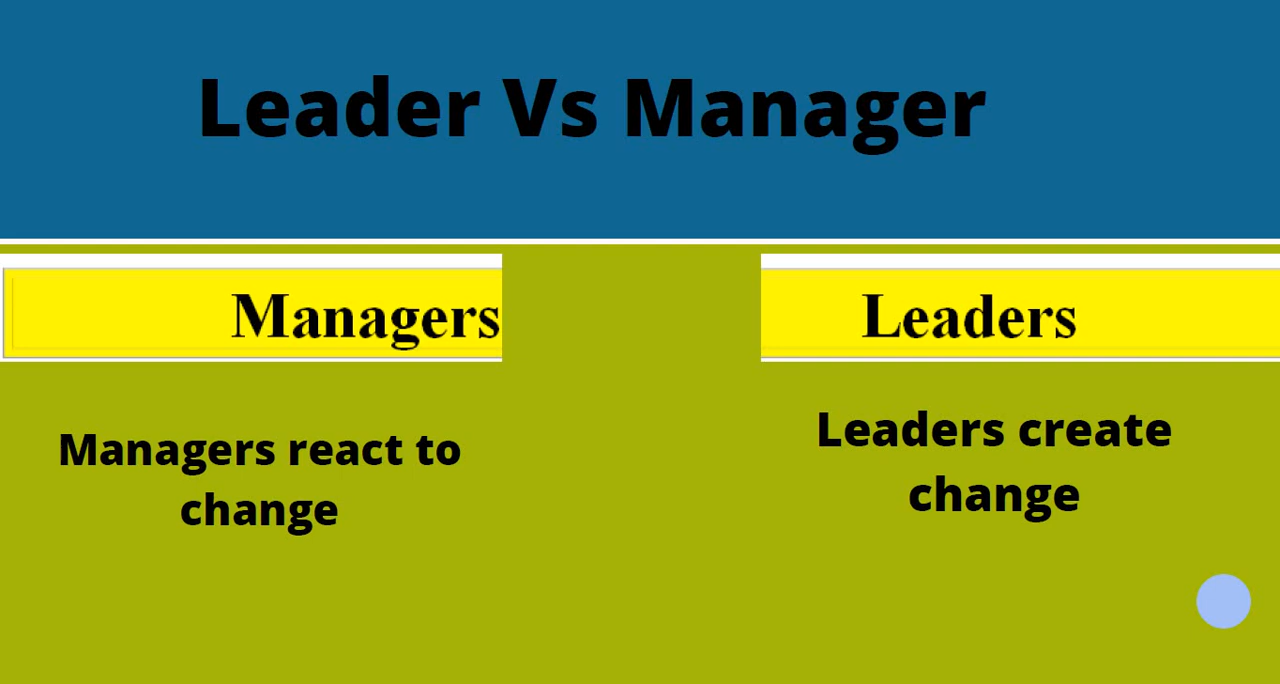 Leader Vs Manager
Managers
Leaders
Managers react to
change
Leaders create
change